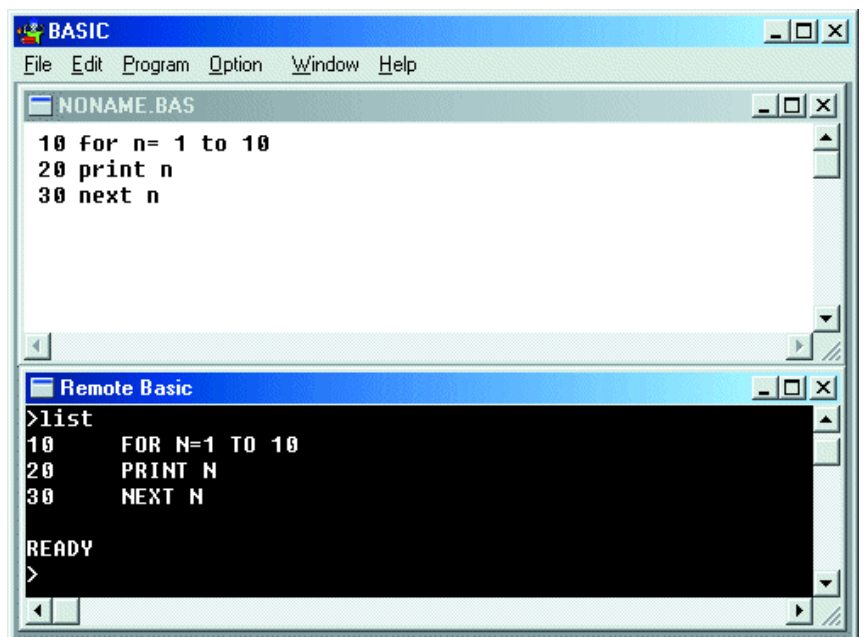 BASIC
File Edit Program Option Window Help
NONAME.BAS
10 for n= 1 to 10
20 print n
30 next n
Remote Basic
>list
10 FOR N=1 TO 10
20 PRINT N
30 NEXT N
READY
>